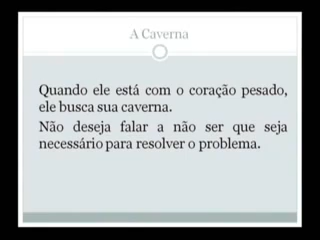 A Caverna
Quando ele está com o coração pesado,
ele busca sua caverna.
Não deseja falar a não ser que seja
necessário para resolver o problema.